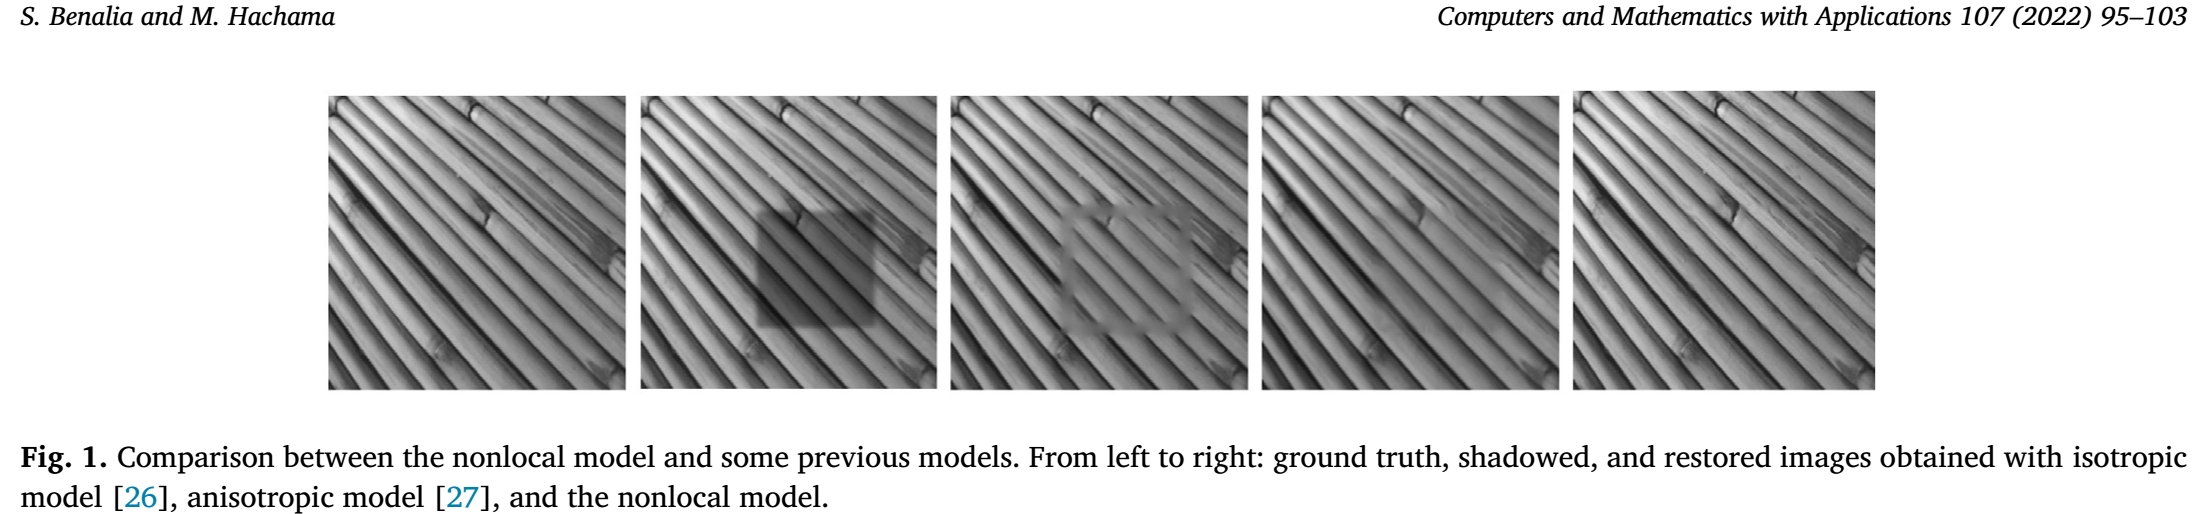 S. Benalia and M. Hachama
Computers and Mathematics with Applications 107 (2022) 95–103
Fig. 1. Comparison between the nonlocal model and some previous models. From left to right: ground truth, shadowed, and restored images obtained with isotropic
model [26], anisotropic model [27], and the nonlocal model.